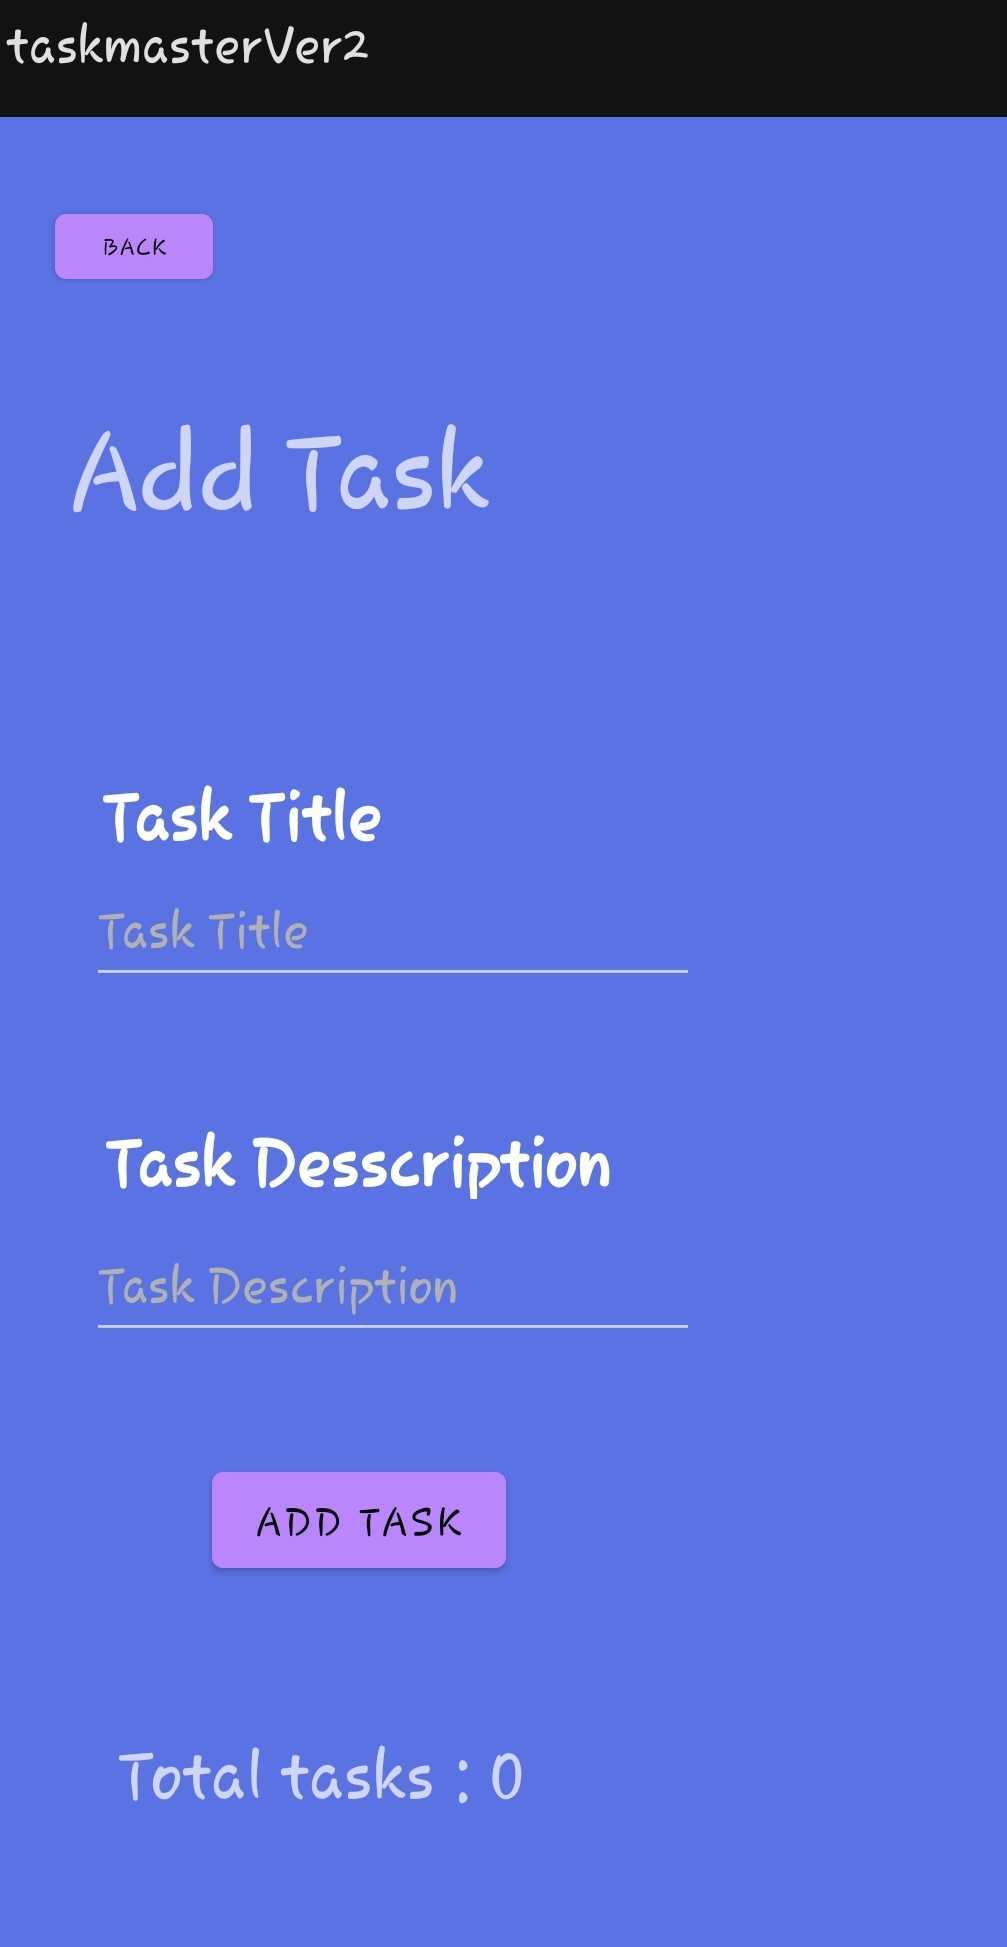 taskmasterVer2
BACK
Add Task
Task Title
Task Title
Task Desscription
Task Description
ADD TASK
Total tasks : 0